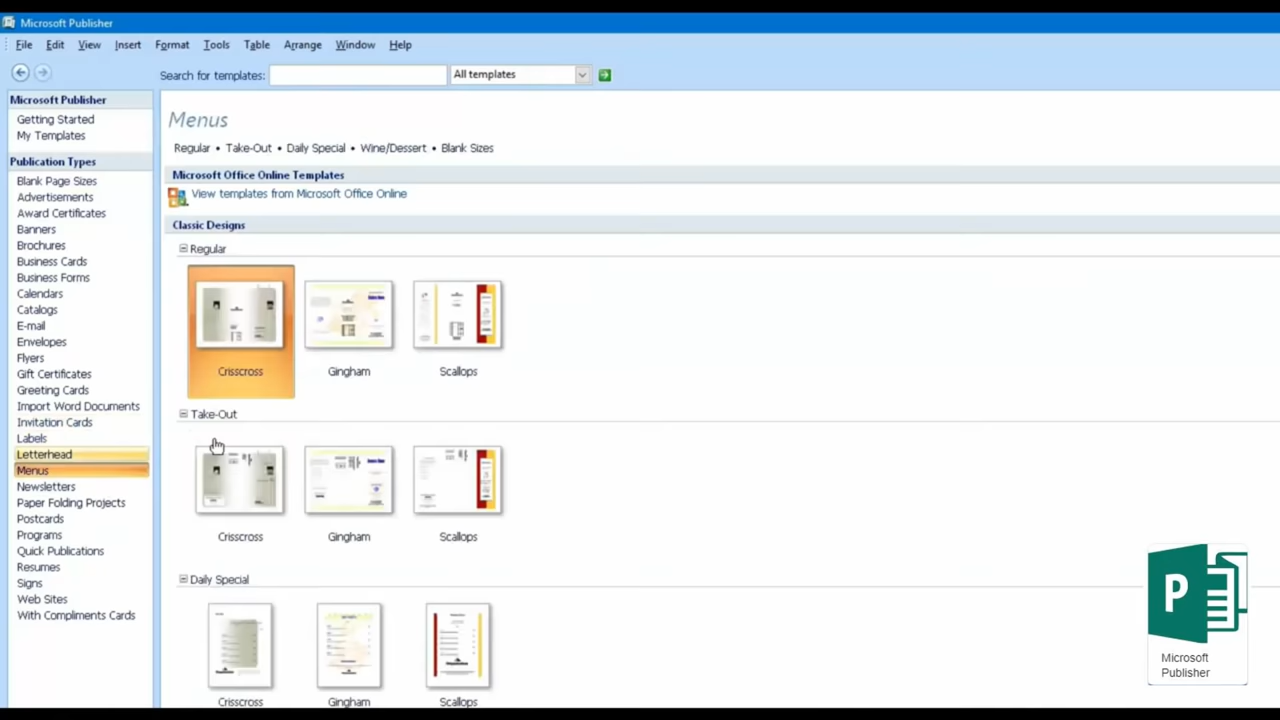 Microsoft Publisher
File Edit View Insert Format Tools Table Arrange Window Help
Search for templates: All templates
Microsoft Publisher
Getting Started
My Templates
Publication Types
Blank Page Sizes
Advertisements
Award Certificates
Banners
Brochures
Business Cards
Business Forms
Calendars
Catalogs
E-mail
Envelopes
Flyers
Gift Certificates
Greeting Cards
Import Word Documents
Invitation Cards
Labels
Letterhead
Menus
Newsletters
Paper Folding Projects
Postcards
Programs
Quick Publications
Resumes
Signs
Web Sites
With Compliments Cards
Menus
Regular • Take-Out • Daily Special • Wine/Dessert • Blank Sizes
Microsoft Office Online Templates
View templates from Microsoft Office Online
Classic Designs
Regular
Crisscross Gingham Scallops
Take-Out
Crisscross Gingham Scallops
Daily Special
Crisscross Gingham Scallops
P
Microsoft
Publisher